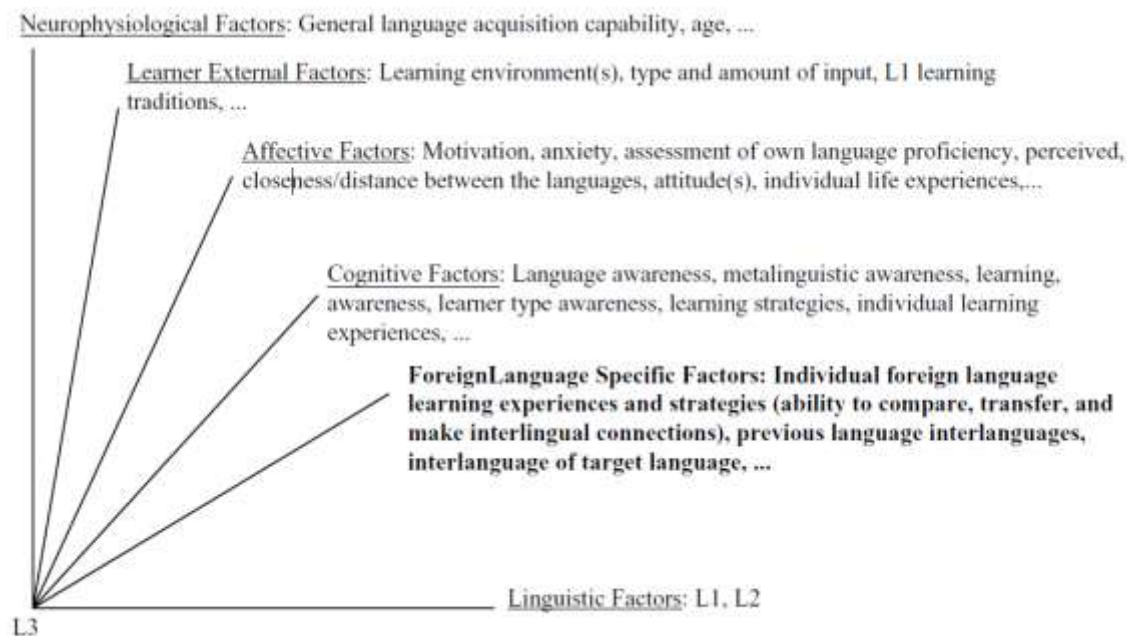 Neurophysiological Factors: General language acquisition capability, age, ...
Learner External Factors: Learning environment(s), type and amount of input, L1 learning
traditions, ...
Affective Factors: Motivation, anxiety, assessment of own language proficiency, perceived,
closeness/distance between the languages, attitude(s), individual life experiences,...
Cognitive Factors: Language awareness, metalinguistic awareness, learning,
awareness, learner type awareness, learning strategies, individual learning
experiences, ...
ForeignLanguage Specific Factors: Individual foreign language
learning experiences and strategies (ability to compare, transfer, and
make interlingual connections), previous language interlanguages,
interlanguage of target language, ...
Linguistic Factors: L1, L2
L3